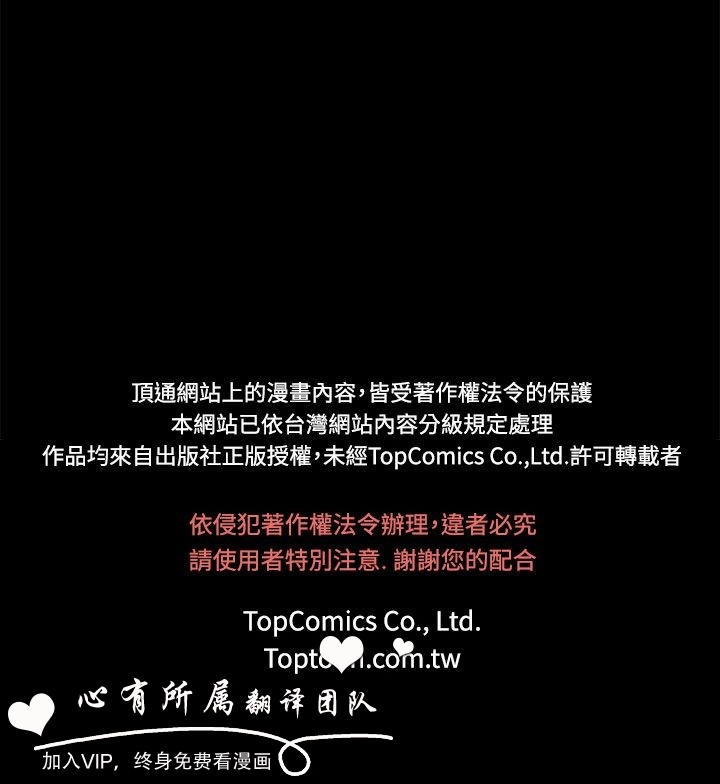 頂通網站上的漫畫內容，皆受著作權法令的保護
本網站已依台灣網站內容分級規定處理
作品均來自出版社正版授權，未經TopComics Co.,Ltd.許可轉載者
依侵犯著作權法令辦理，違者必究
請使用者特別注意. 謝謝您的配合
TopComics Co., Ltd.
心有所属翻译团队
加入VIP，终身免费看漫画